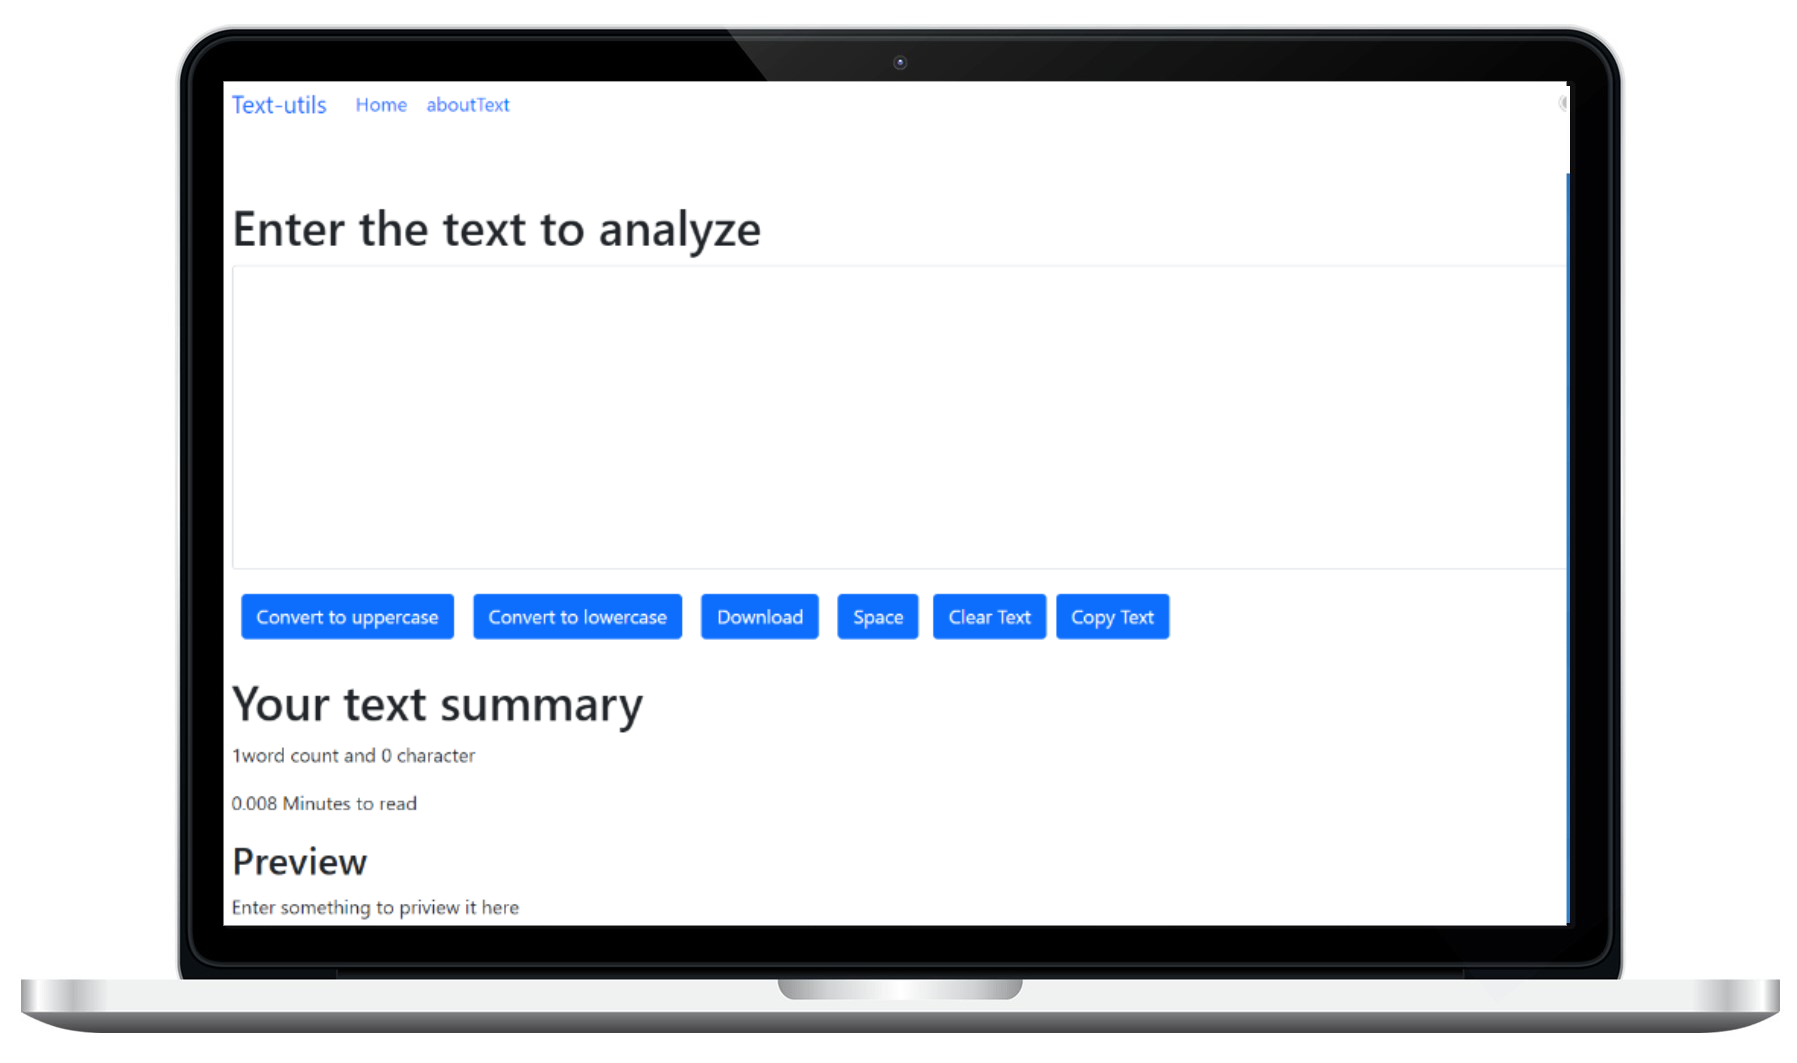 Text-utils Home aboutText
Enter the text to analyze
Convert to uppercase Convert to lowercase Download Space Clear Text Copy Text
Your text summary
1word count and 0 character
0.008 Minutes to read
Preview
Enter something to priview it here